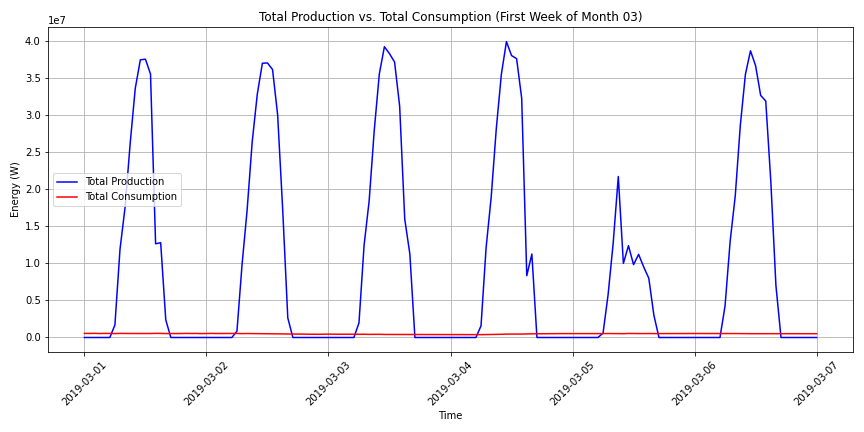 Total Production vs. Total Consumption (First Week of Month 03)
1e7
4.0
3.5
3.0
2.5
2.0
1.5
1.0
0.5
0.0
Energy (W)
Total Production
Total Consumption
2019-03-01
2019-03-02
2019-03-03
2019-03-04
2019-03-05
2019-03-06
2019-03-07
Time